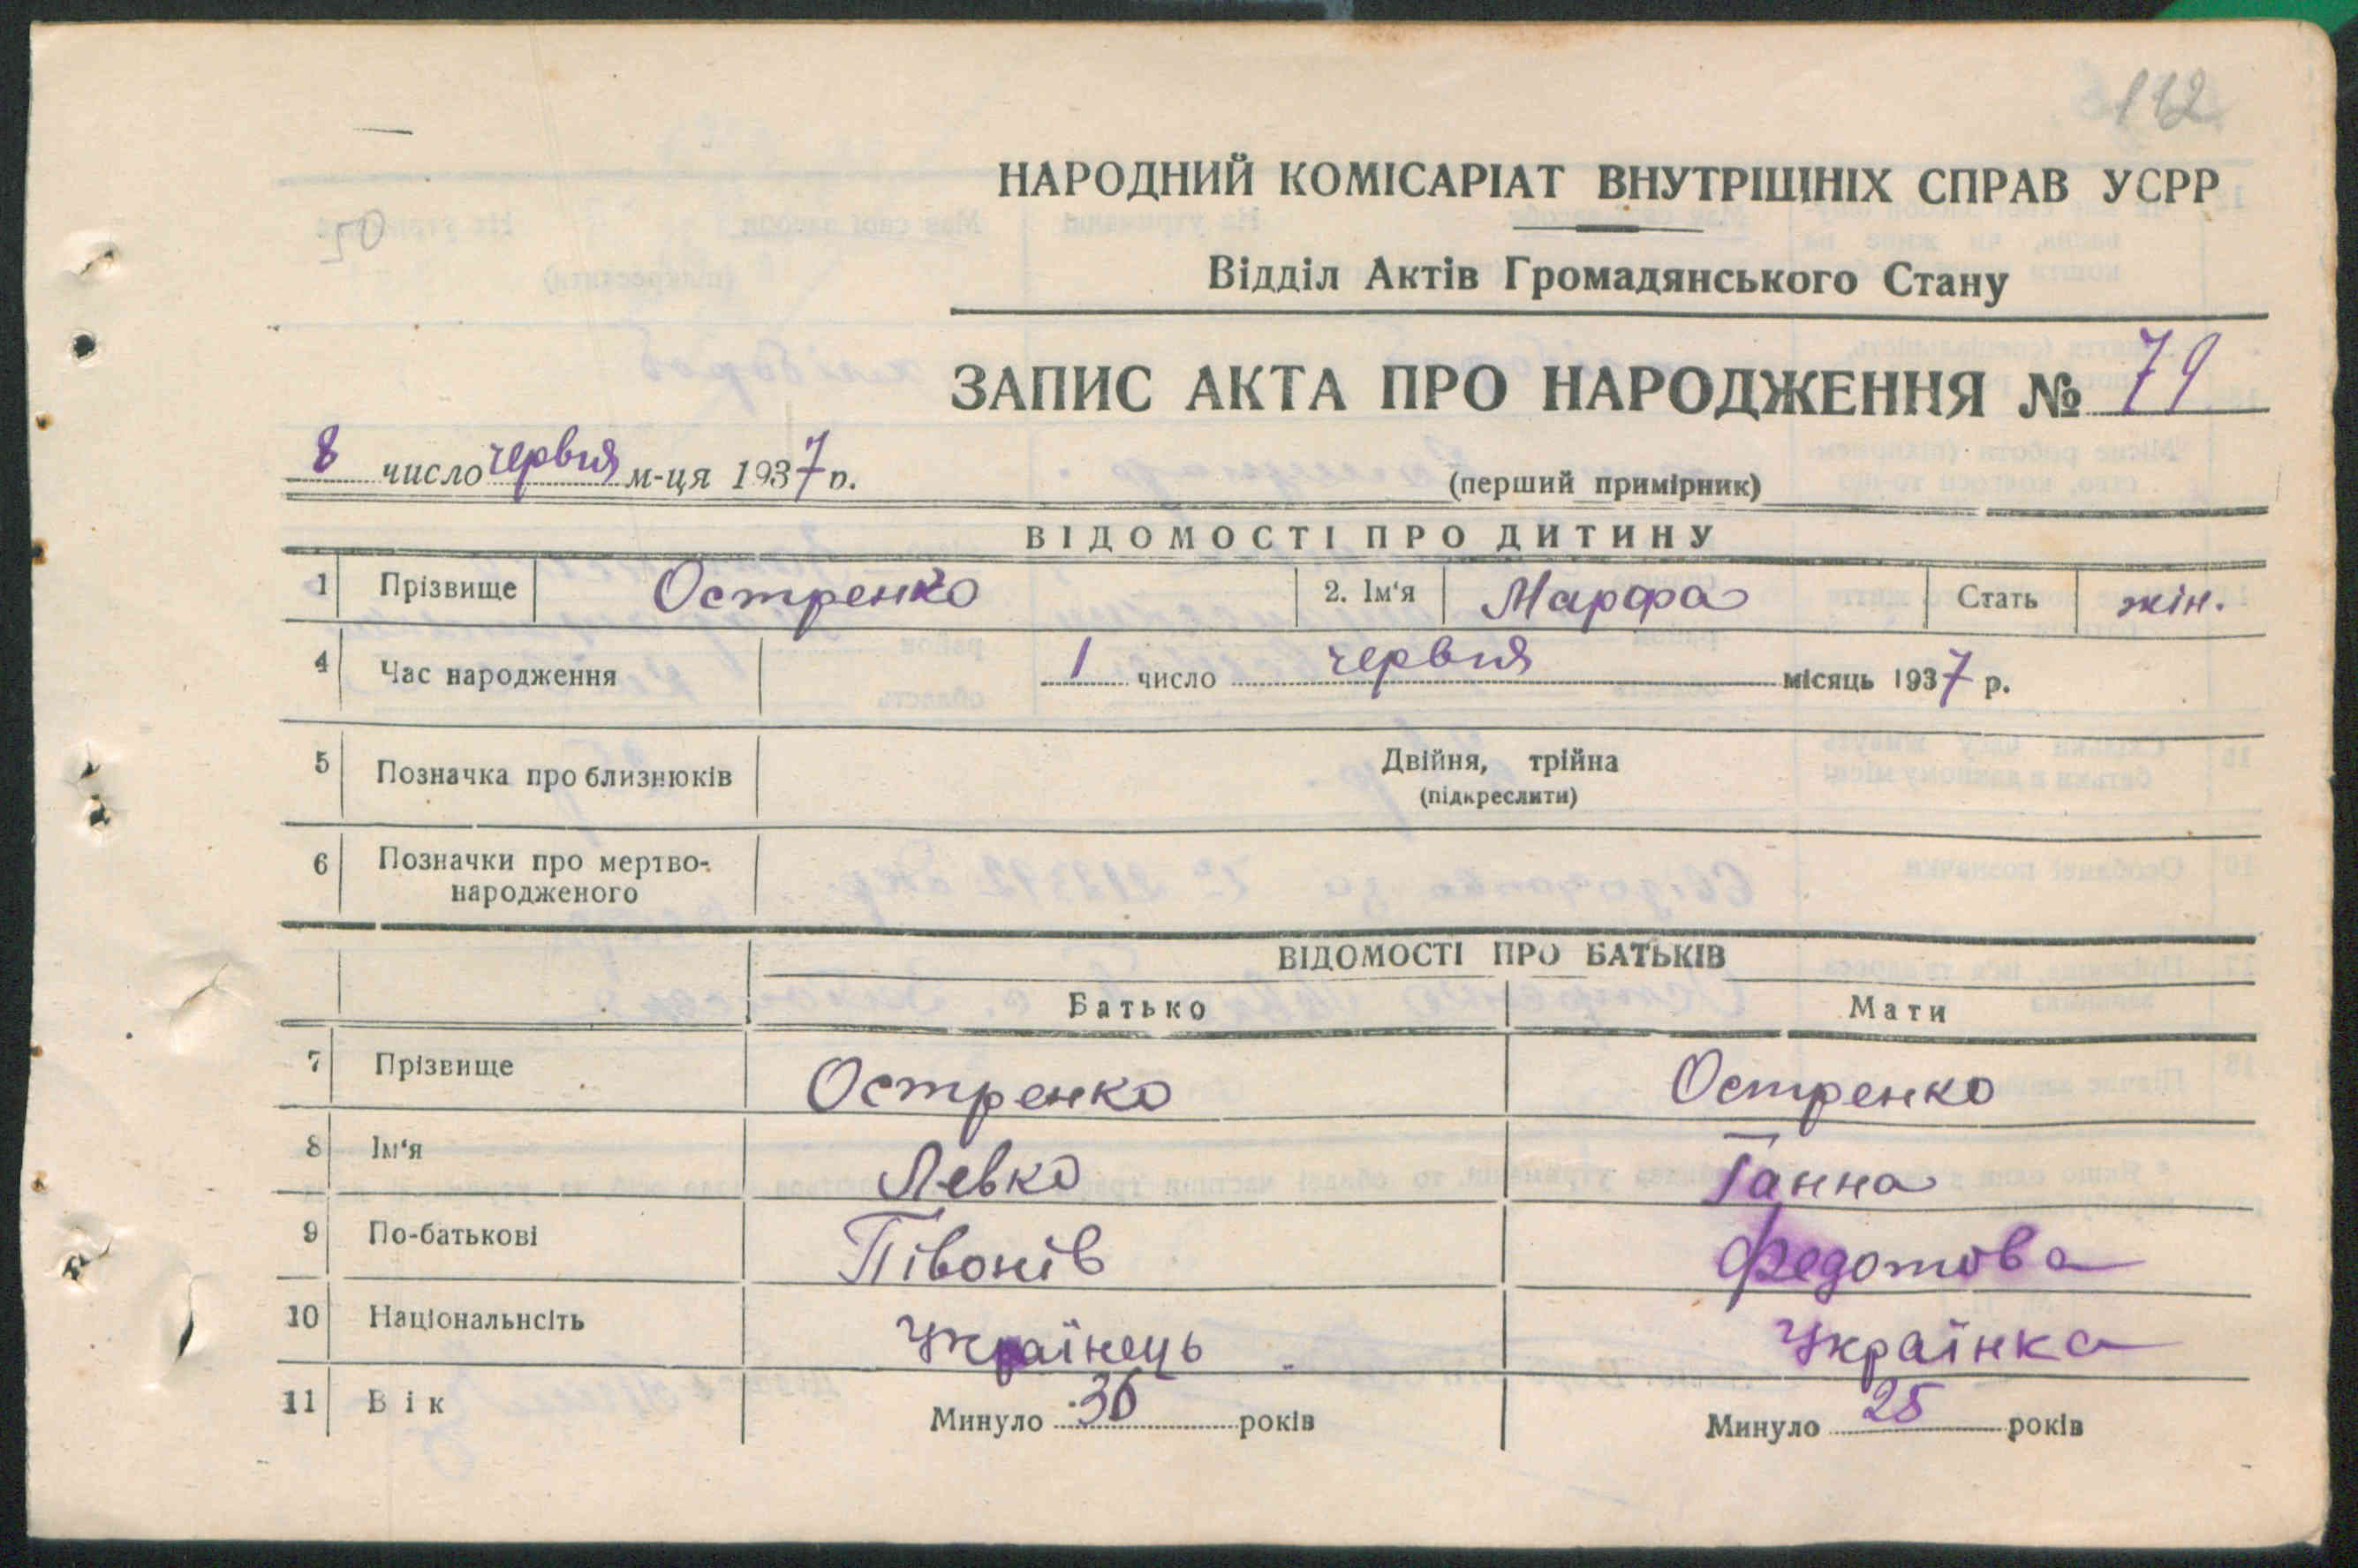 112
НАРОДНИЙ КОМІСАРІАТ ВНУТРІШНІХ СПРАВ УСРР
Відділ Актів Громадянського Стану
ЗАПИС АКТА ПРО НАРОДЖЕННЯ № 79
8 число червня м-ця 1937 р.
(перший примірник)
ВІДОМОСТІ ПРО ДИТИНУ
1 Прізвище Остренко 2. Ім'я Марфа Стать жін.
4 Час народження 1 число червня місяць 1937 р.
5 Позначка про близнюків Двійня, трійна
(підкреслити)
6 Позначки про мертво-
народженого
ВІДОМОСТІ ПРО БАТЬКІВ
Батько Мати
7 Прізвище Остренко Остренко
8 Ім'я Левко Ганна
9 По-батькові Півонів Федотова
10 Національнсіть Українець Українка
11 Вік Минуло 36 років Минуло 25 років